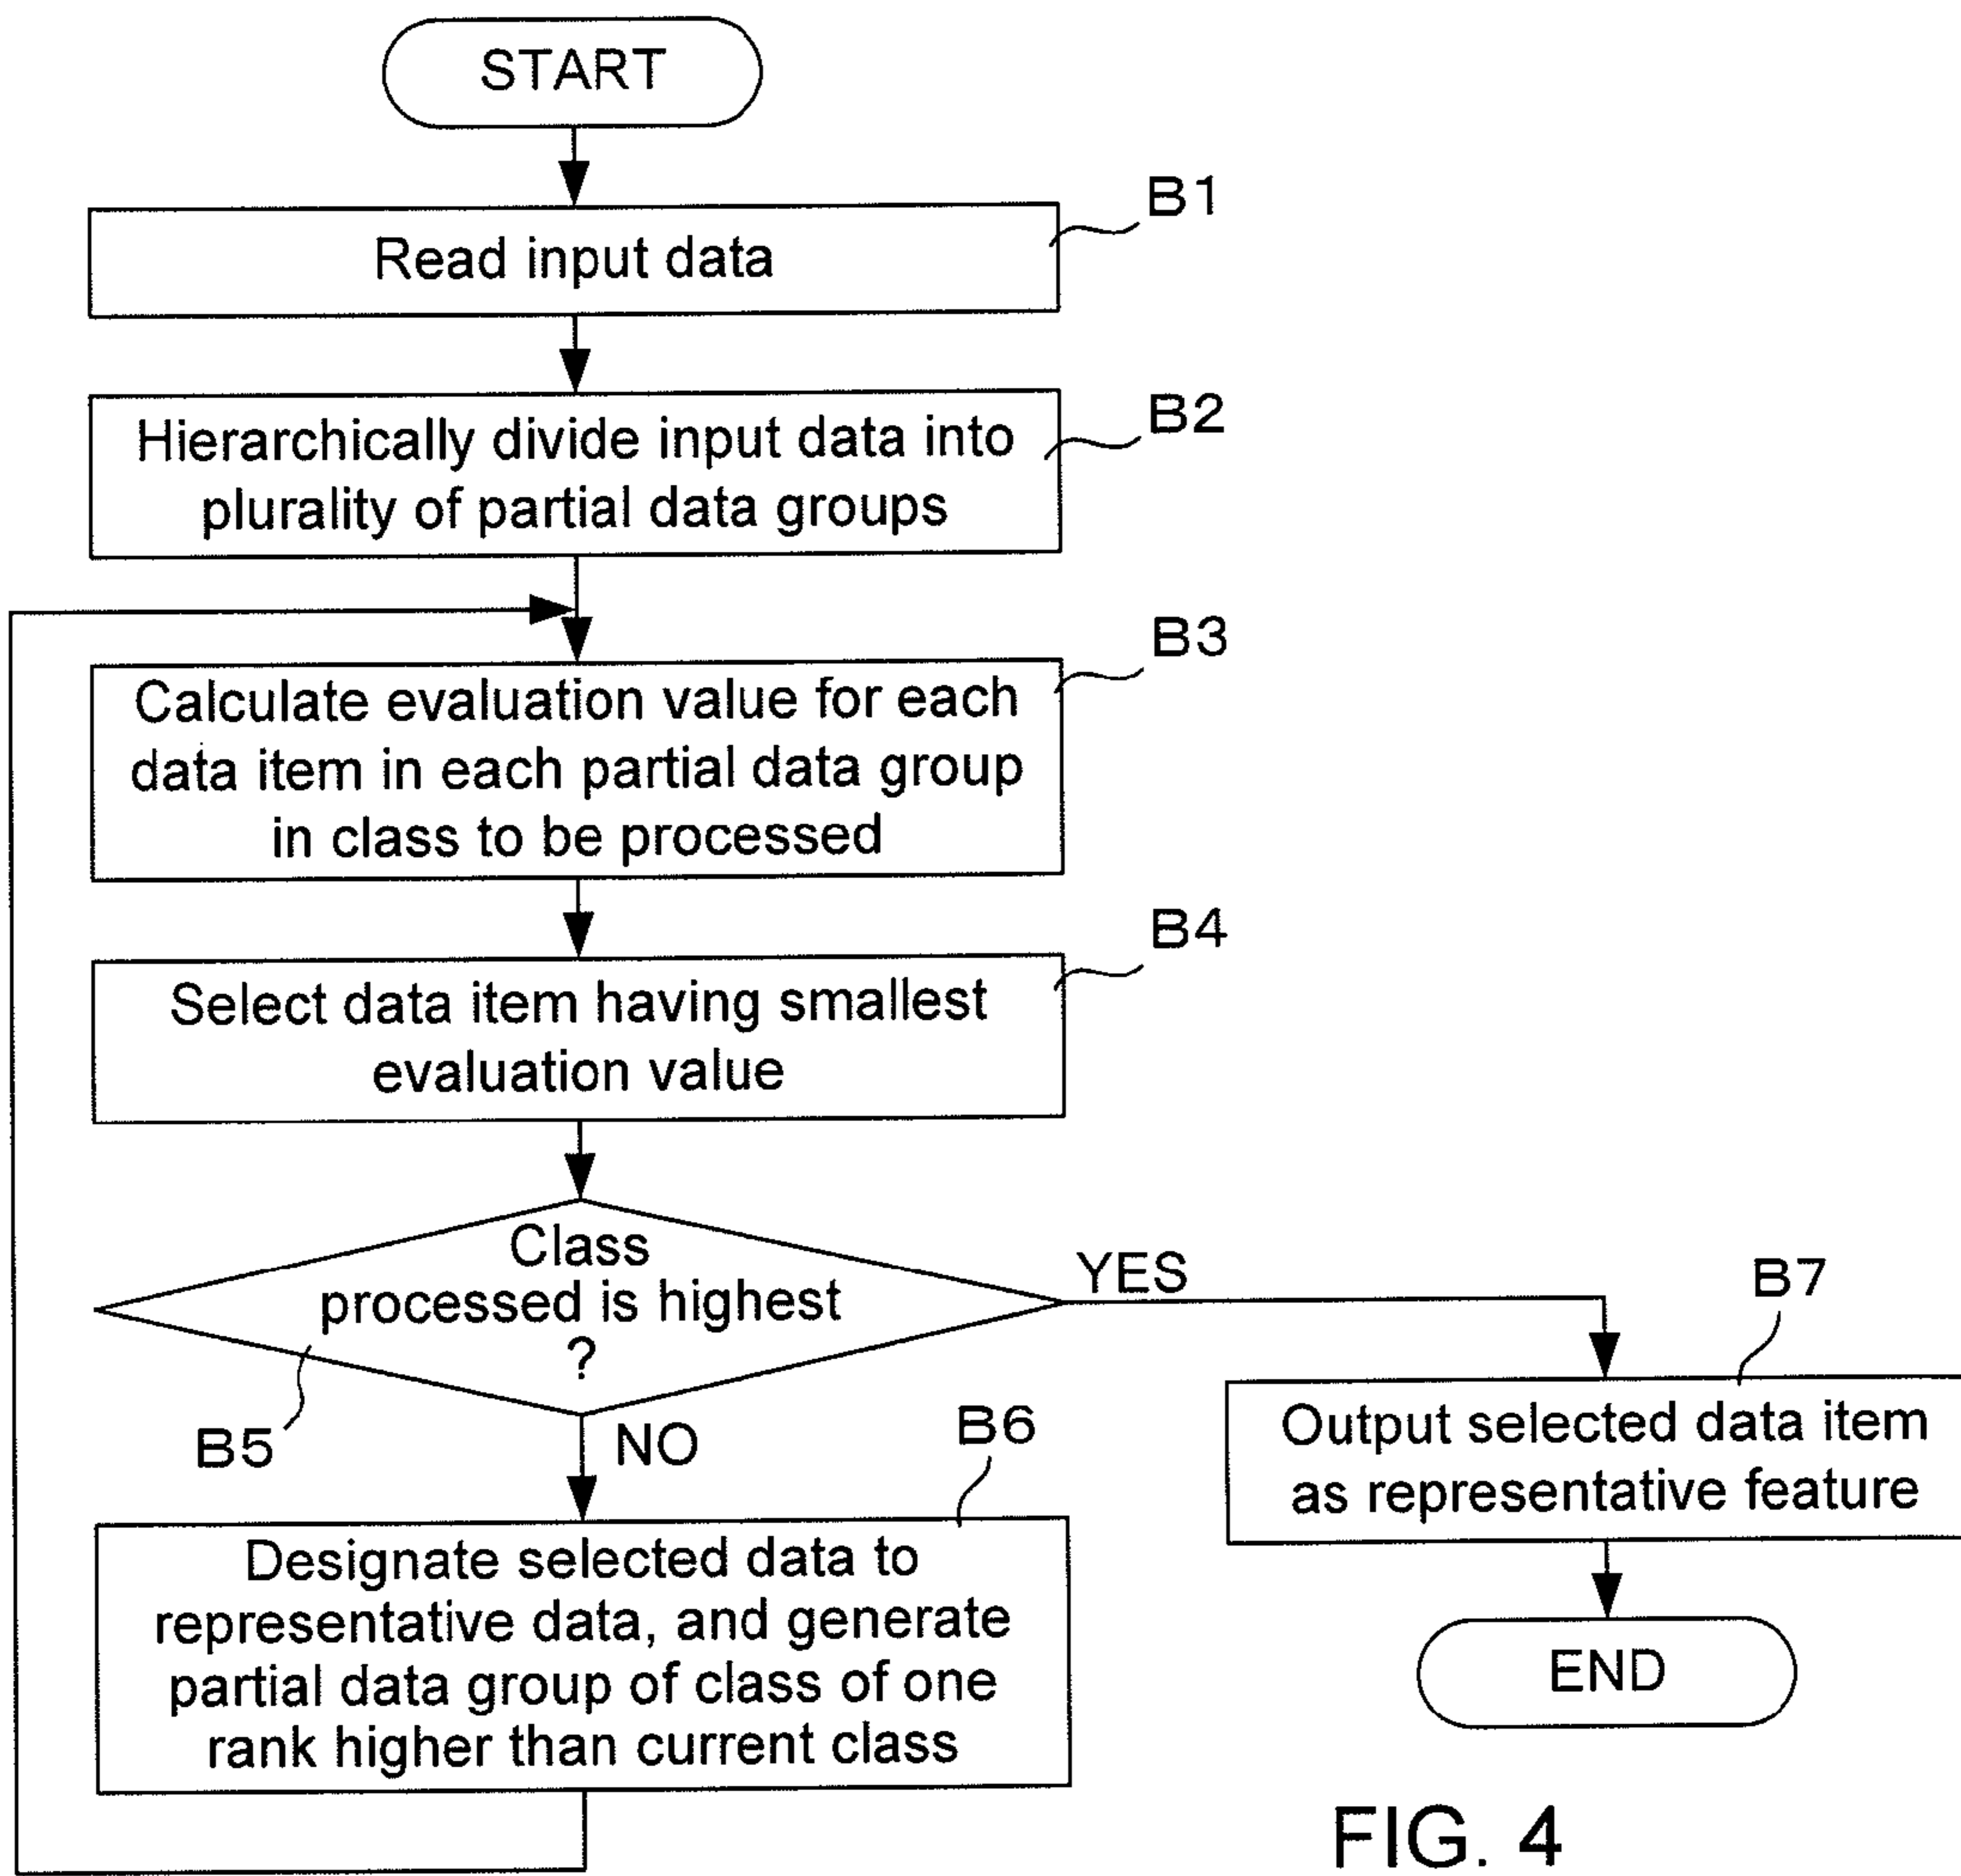 START
B1
Read input data
B2
Hierarchically divide input data into
plurality of partial data groups
B3
Calculate evaluation value for each
data item in each partial data group
in class to be processed
B4
Select data item having smallest
evaluation value
Class
processed is highest
?
YES
B5
NO
B6
Designate selected data to
representative data, and generate
partial data group of class of one
rank higher than current class
B7
Output selected data item
as representative feature
END
FIG. 4